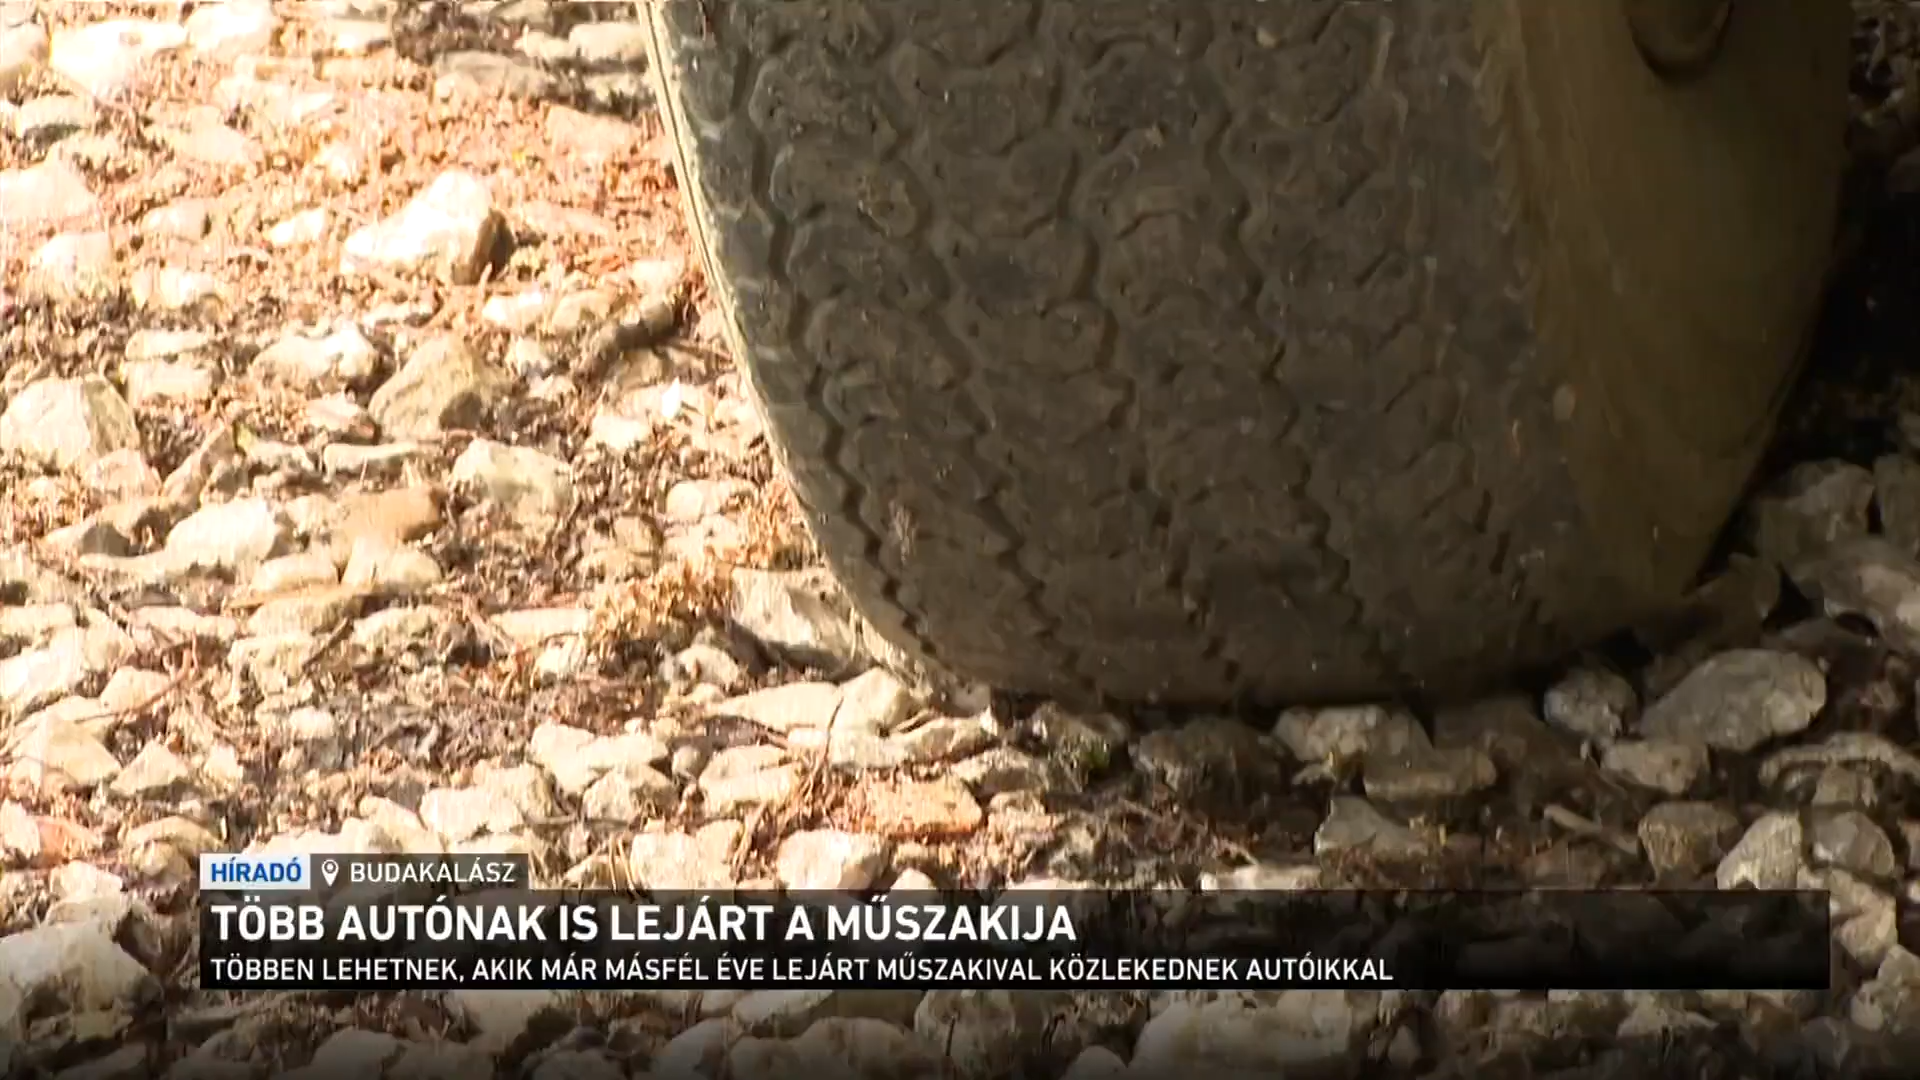 HÍRADÓ BUDAKALÁSZ
TÖBB AUTÓNAK IS LEJÁRT A MŰSZAKIJA
TÖBBEN LEHETNEK, AKIK MÁR MÁSFÉL ÉVE LEJÁRT MŰSZAKIVAL KÖZLEKEDNEK AUTÓIKKAL